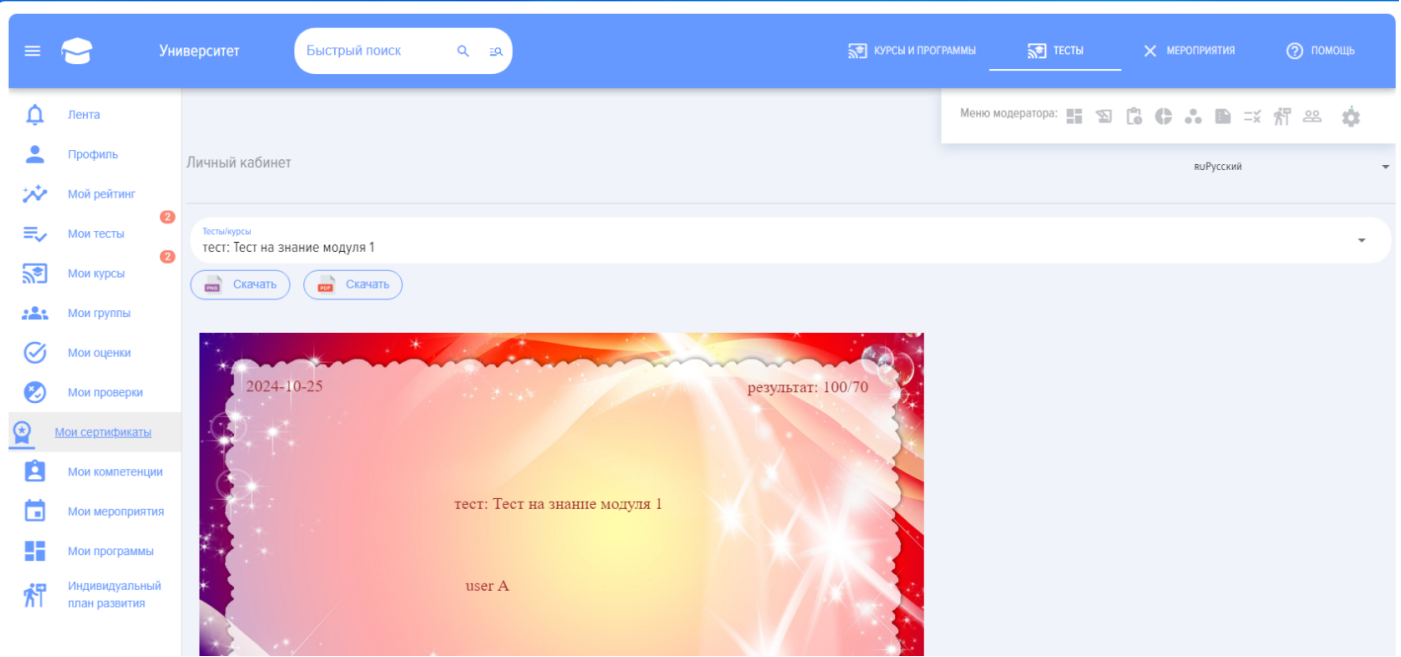 Университет
Быстрый поиск
КУРСЫ И ПРОГРАММЫ
ТЕСТЫ
МЕРОПРИЯТИЯ
ПОМОЩЬ
Меню модератора:
Лента
Профиль
Мой рейтинг
2
Мои тесты
2
Мои курсы
Мои группы
Мои оценки
Мои проверки
Мои сертификаты
Мои компетенции
Мои мероприятия
Мои программы
Индивидуальный
план развития
Личный кабинет
RUРусский
Тесты/курсы
тест: Тест на знание модуля 1
PNG Скачать
PDF Скачать
2024-10-25
результат: 100/70
тест: Тест на знание модуля 1
user A